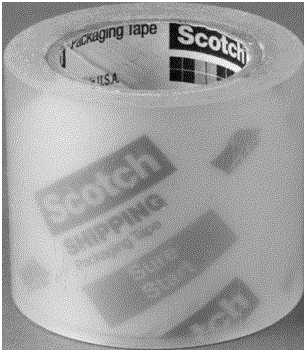 Packaging Tape
Scotch
U.S.A.
Scotch
SHIPPING
Packaging Tape
Sure
Start
Scotch